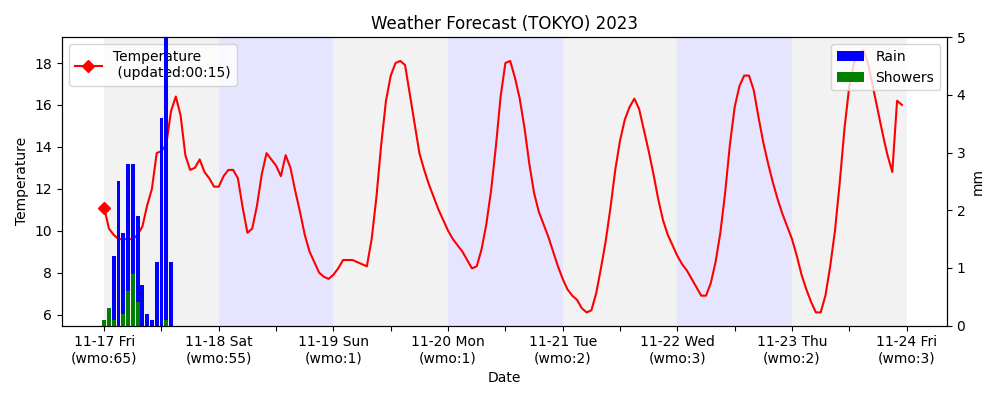 Weather Forecast (TOKYO) 2023
Temperature
(updated:00:15)
Rain
Showers
18
16
14
12
10
8
6
Temperature
5
4
3
2
1
0
mm
11-17 Fri 11-18 Sat 11-19 Sun 11-20 Mon 11-21 Tue 11-22 Wed 11-23 Thu 11-24 Fri
(wmo:65) (wmo:55) (wmo:1) (wmo:1) (wmo:2) (wmo:3) (wmo:2) (wmo:3)
Date